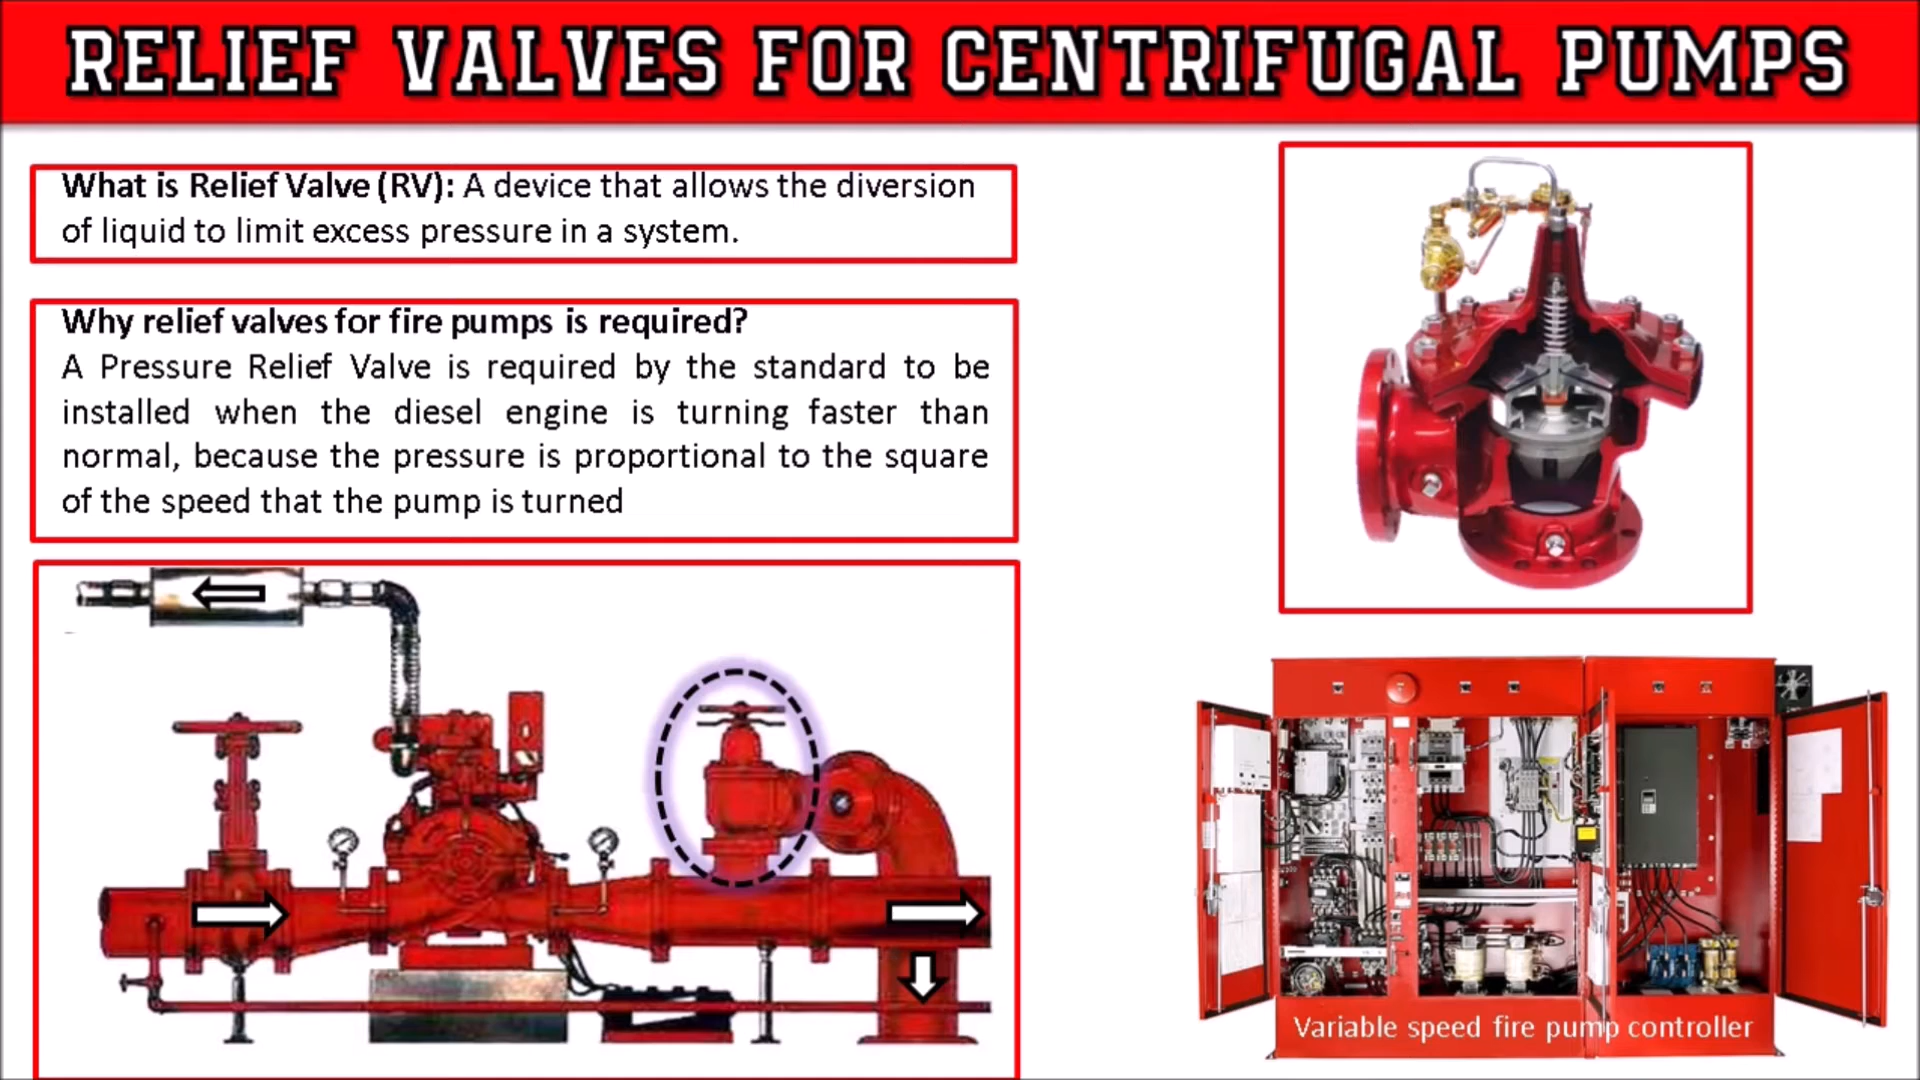 RELIEF VALVES FOR CENTRIFUGAL PUMPS
What is Relief Valve (RV): A device that allows the diversion
of liquid to limit excess pressure in a system.
Why relief valves for fire pumps is required?
A Pressure Relief Valve is required by the standard to be
installed when the diesel engine is turning faster than
normal, because the pressure is proportional to the square
of the speed that the pump is turned
Variable speed fire pump controller